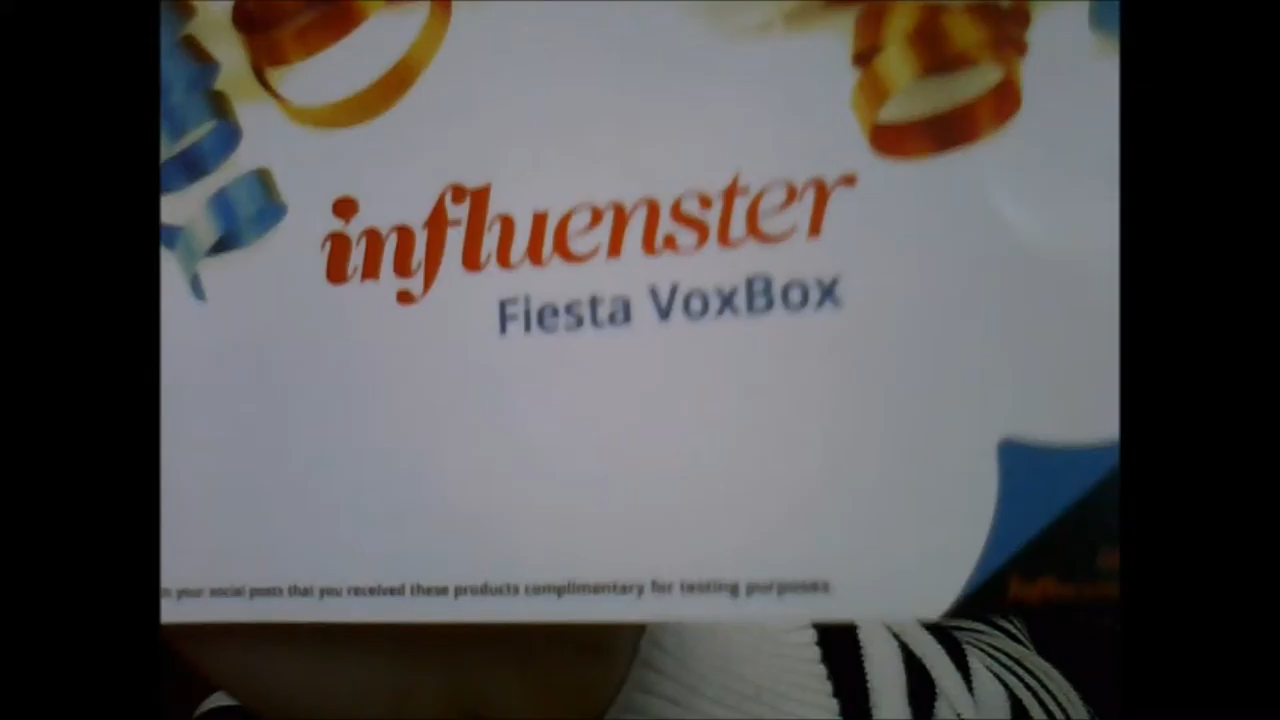 influenster
Fiesta VoxBox
your social posts that you received these products complimentary for testing purposes